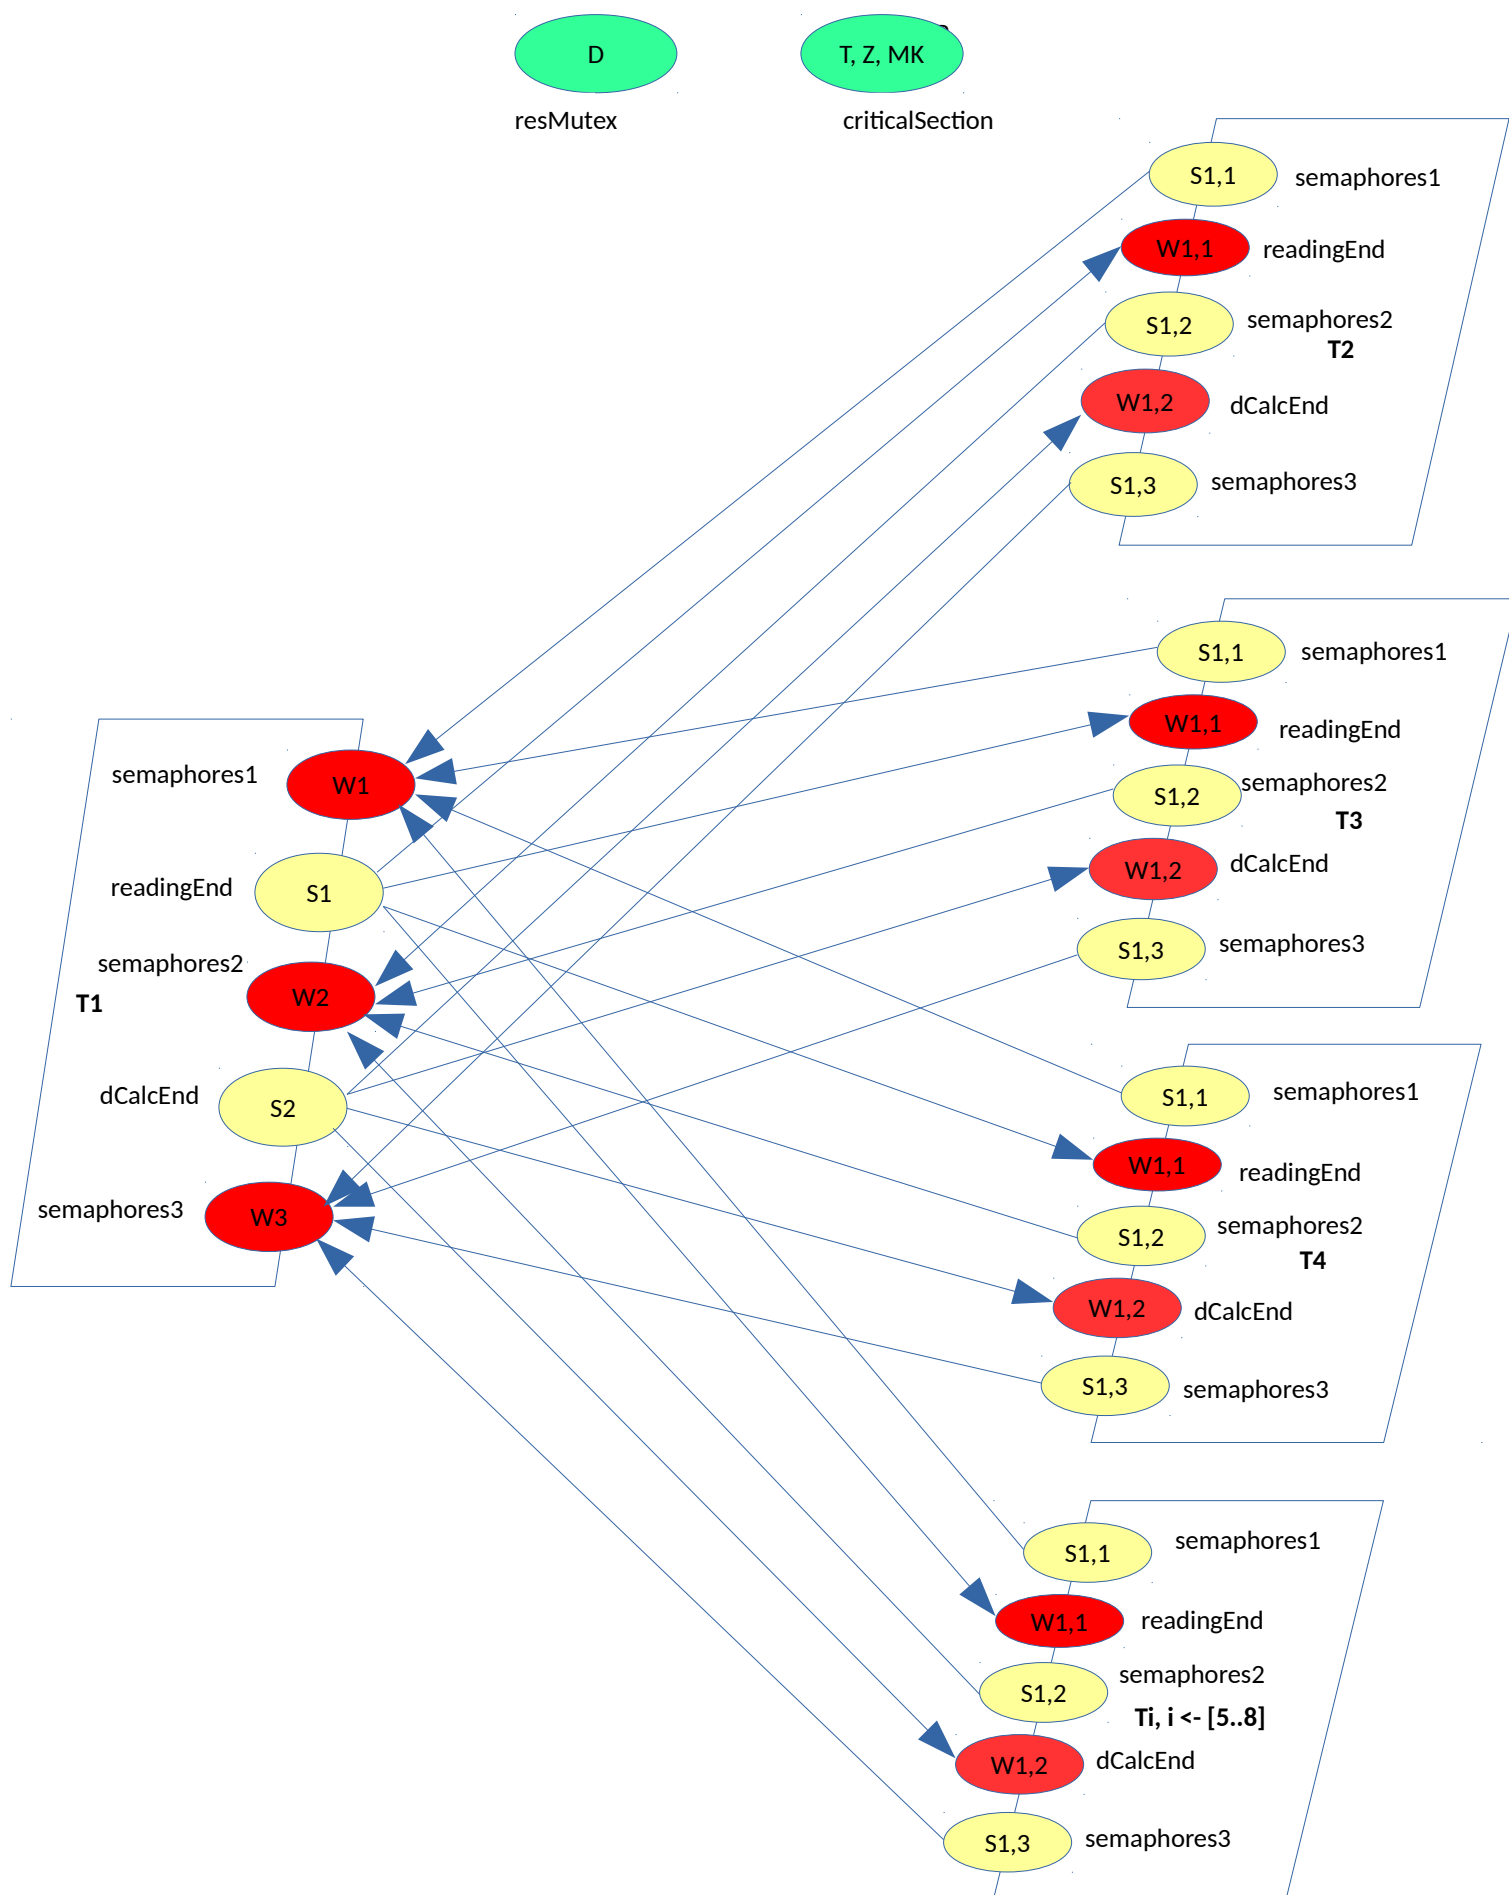 D
T, Z, MK
resMutex
criticalSection
S1,1
semaphores1
W1,1
readingEnd
S1,2
semaphores2
T2
W1,2
dCalcEnd
S1,3
semaphores3
S1,1
semaphores1
W1,1
readingEnd
S1,2
semaphores2
T3
W1,2
dCalcEnd
S1,3
semaphores3
semaphores1
W1
readingEnd
S1
semaphores2
W2
T1
dCalcEnd
S2
semaphores3
W3
S1,1
semaphores1
W1,1
readingEnd
S1,2
semaphores2
T4
W1,2
dCalcEnd
S1,3
semaphores3
S1,1
semaphores1
W1,1
readingEnd
S1,2
semaphores2
Ti, i <- [5..8]
W1,2
dCalcEnd
S1,3
semaphores3